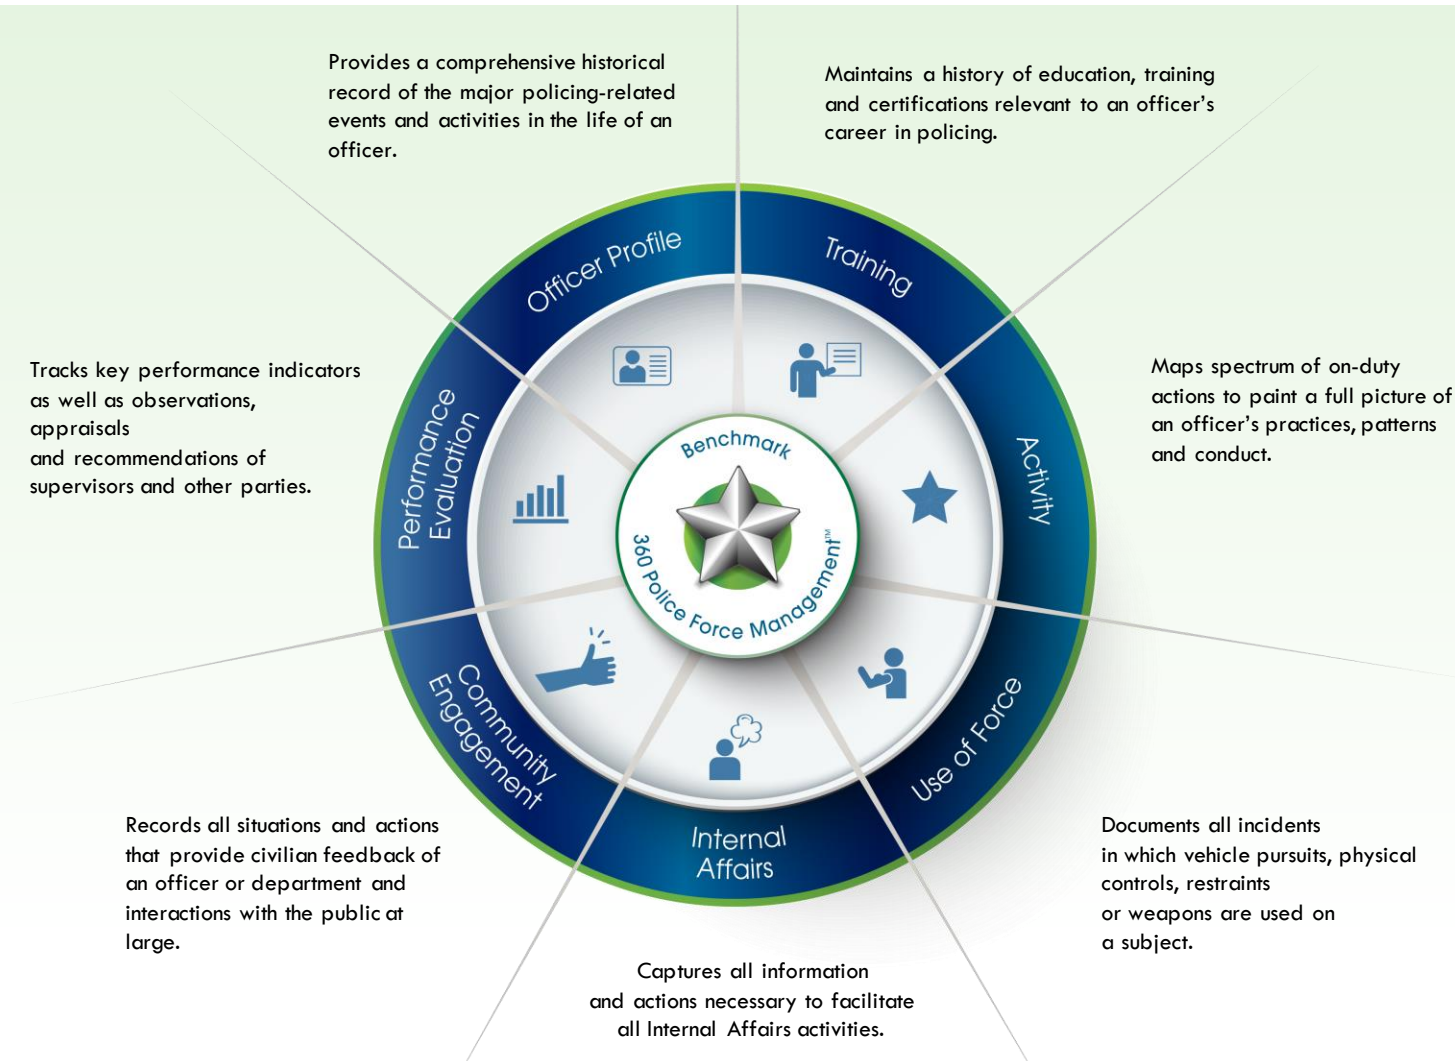 Provides a comprehensive historical
record of the major policing-related
events and activities in the life of an
officer.
Maintains a history of education, training
and certifications relevant to an officer's
career in policing.
Officer Profile
Training
Tracks key performance indicators
as well as observations,
appraisals
and recommendations of
supervisors and other parties.
Performance
Evaluation
Benchmark
360 Police Force Management™
Activity
Maps spectrum of on-duty
actions to paint a full picture of
an officer's practices, patterns
and conduct.
Community
Engagement
Internal
Affairs
Use of Force
Records all situations and actions
that provide civilian feedback of
an officer or department and
interactions with the public at
large.
Captures all information
and actions necessary to facilitate
all Internal Affairs activities.
Documents all incidents
in which vehicle pursuits, physical
controls, restraints
or weapons are used on
a subject.